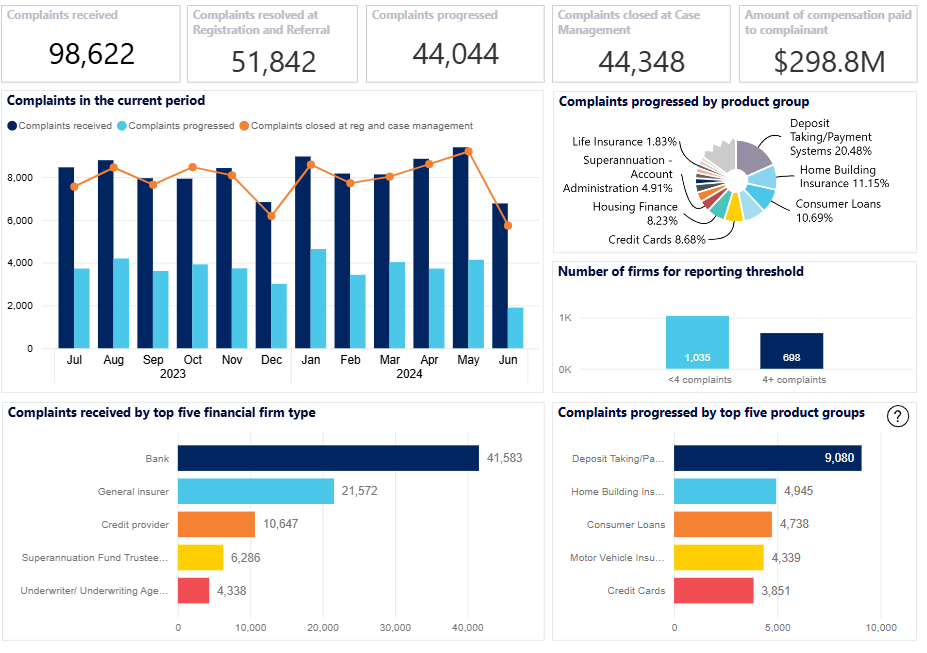 Complaints received
98,622
Complaints resolved at
Registration and Referral
51,842
Complaints progressed
44,044
Complaints closed at Case
Management
44,348
Amount of compensation paid
to complainant
$298.8M
Complaints in the current period
Complaints received
Complaints progressed
Complaints closed at reg and case management
8,000
6,000
4,000
2,000
0
Jul
Aug
Sep
Oct
Nov
Dec
Jan
Feb
Mar
Apr
May
Jun
2023
2024
Complaints progressed by product group
Deposit
Taking/Payment
Systems 20.48%
Home Building
Insurance 11.15%
Consumer Loans
10.69%
Credit Cards 8.68%
Housing Finance
8.23%
Superannuation -
Account
Administration 4.91%
Life Insurance 1.83%
Number of firms for reporting threshold
1K
0K
1,035
698
<4 complaints
4+ complaints
Complaints received by top five financial firm type
Bank
41,583
General insurer
21,572
Credit provider
10,647
Superannuation Fund Trustee...
6,286
Underwriter/ Underwriting Age...
4,338
0
10,000
20,000
30,000
40,000
Complaints progressed by top five product groups
?
Deposit Taking/Pa...
9,080
Home Building Ins...
4,945
Consumer Loans
4,738
Motor Vehicle Insu...
4,339
Credit Cards
3,851
0
5,000
10,000